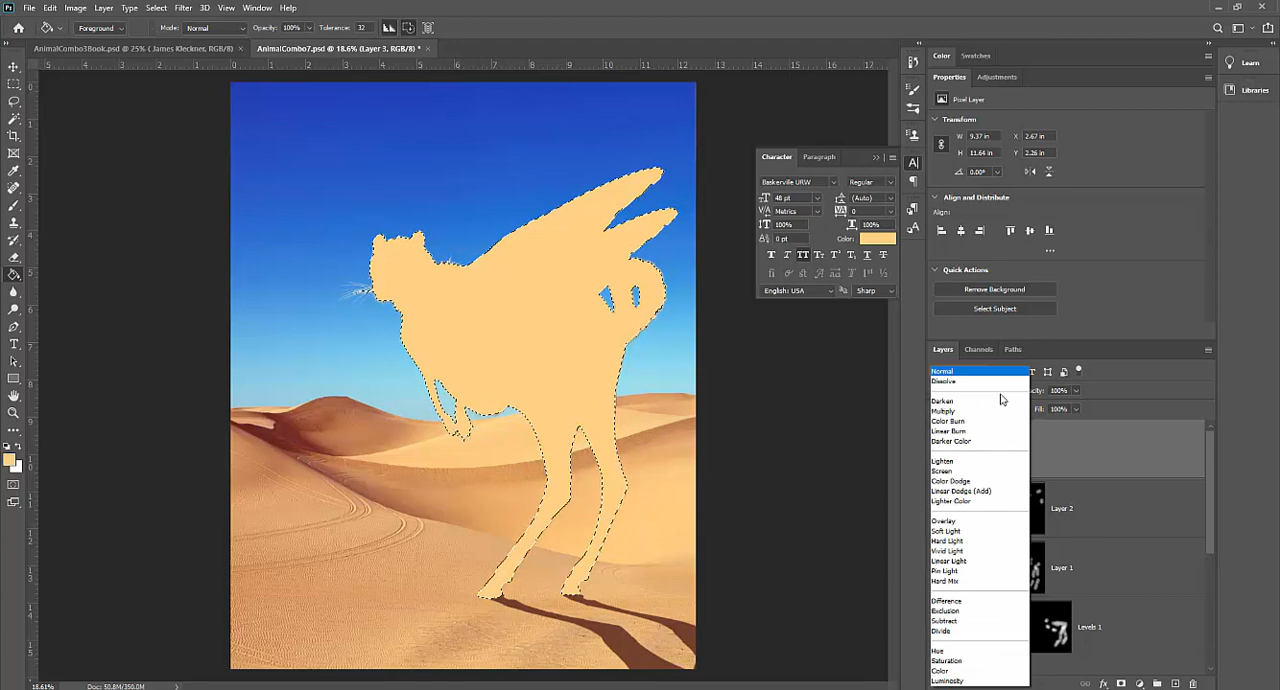 Ps
File Edit Image Layer Type Select Filter 3D View Window Help
Foreground Mode: Normal Opacity: 100% Tolerance: 32
AnimalCombo3Book.psd @ 25% ( James Kleckner, RGB/8) × AnimalCombo7.psd @ 18.6% (Layer 3, RGB/8) * ×
Color Swatches
Learn
Properties Adjustments
Libraries
Pixel Layer
Transform
W 9.37 in X 2.67 in
H 11.64 in Y 2.26 in
0.00°
Align and Distribute
Align:
Quick Actions
Remove Background
Select Subject
Character Paragraph
Baskerville URW Regular
48 pt (Auto)
Metrics 0
100% 100%
0 pt Color:
English: USA Sharp
Layers Channels Paths
Normal
Dissolve
Darken
Multiply
Color Burn
Linear Burn
Darker Color
Lighten
Screen
Color Dodge
Linear Dodge (Add)
Lighter Color
Overlay
Soft Light
Hard Light
Vivid Light
Linear Light
Pin Light
Hard Mix
Difference
Exclusion
Subtract
Divide
Hue
Saturation
Color
Luminosity
100%
Fill: 100%
Layer 2
Layer 1
Levels 1
18.61% Doc: 50.8M/350.0M